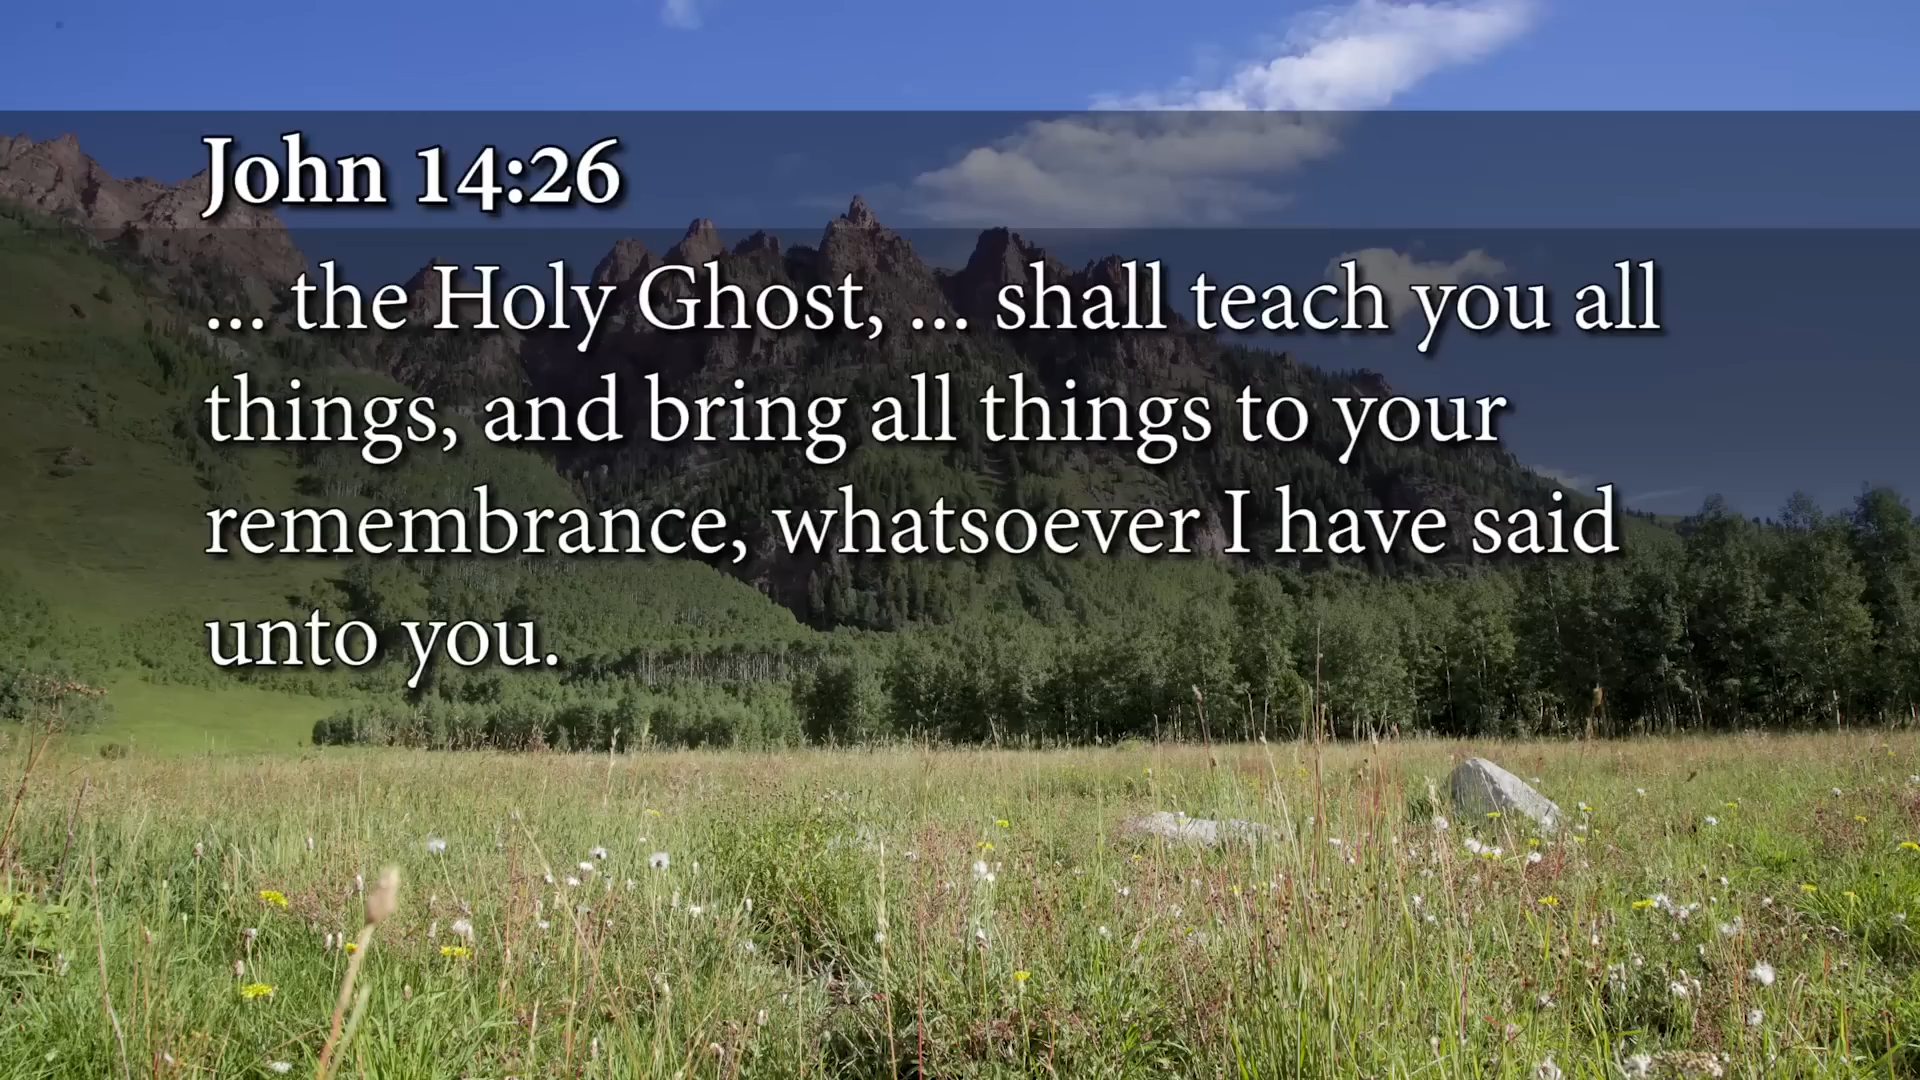 John 14:26
... the Holy Ghost, ... shall teach you all
things, and bring all things to your
remembrance, whatsoever I have said
unto you.